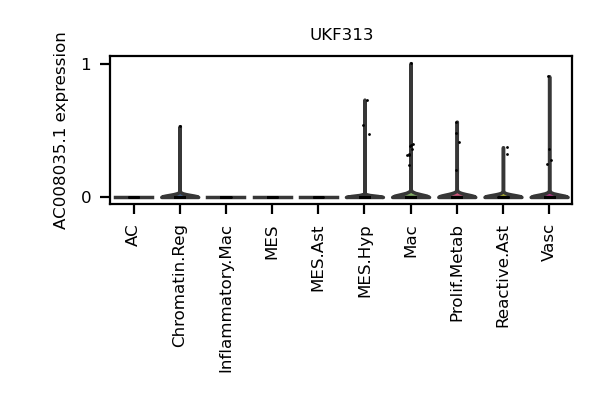 UKF313
AC008035.1 expression
1
0
AC
Chromatin.Reg
Inflammatory.Mac
MES
MES.Ast
MES.Hyp
Mac
Prolif.Metab
Reactive.Ast
Vasc